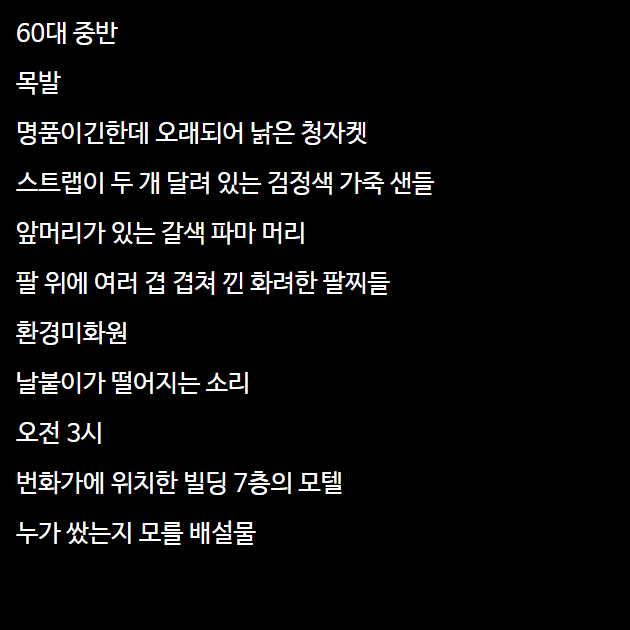 60대 중반
목발
명품이긴한데 오래되어 낡은 청자켓
스트랩이 두 개 달려 있는 검정색 가죽 샌들
앞머리가 있는 갈색 파마 머리
팔 위에 여러 겹 겹쳐 낀 화려한 팔찌들
환경미화원
날붙이가 떨어지는 소리
오전 3시
번화가에 위치한 빌딩 7층의 모텔
누가 쌌는지 모를 배설물